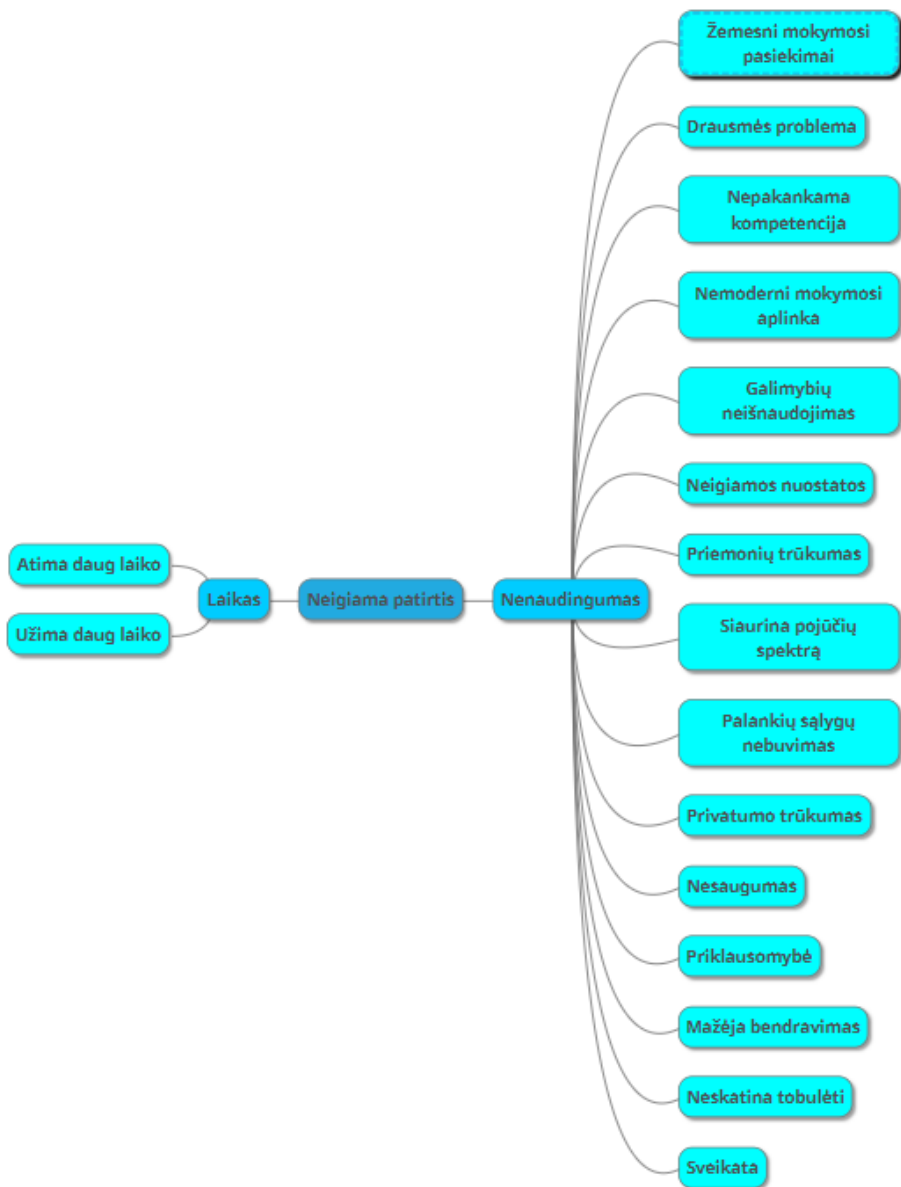 Žemesni mokymosi
pasiekimai
Drausmės problema
Nepakankama
kompetencija
Nemoderni mokymosi
aplinka
Galimybių
neišnaudojimas
Neigiamos nuostatos
Priemonių trūkumas
Atima daug laiko
Užima daug laiko
Laikas
Neigiama patirtis
Nenaudingumas
Siaurina pojūčių
spektrą
Palankių sąlygų
nebuvimas
Privatumo trūkumas
Nesaugumas
Priklausomybė
Mažėja bendravimas
Neskatina tobulėti
Sveikata